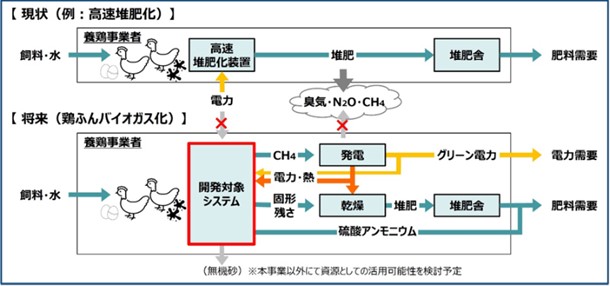 【 現状（例：高速堆肥化）】
養鶏事業者
飼料・水
高速
堆肥化装置
堆肥
堆肥舎
肥料需要
電力
臭気・N₂O・CH₄
【 将来（鶏ふんバイオガス化）】
養鶏事業者
飼料・水
開発対象
システム
CH₄
発電
グリーン電力
電力需要
電力・熱
固形
残さ
乾燥
堆肥
堆肥舎
肥料需要
硫酸アンモニウム
（無機砂）※本事業以外にて資源としての活用可能性を検討予定